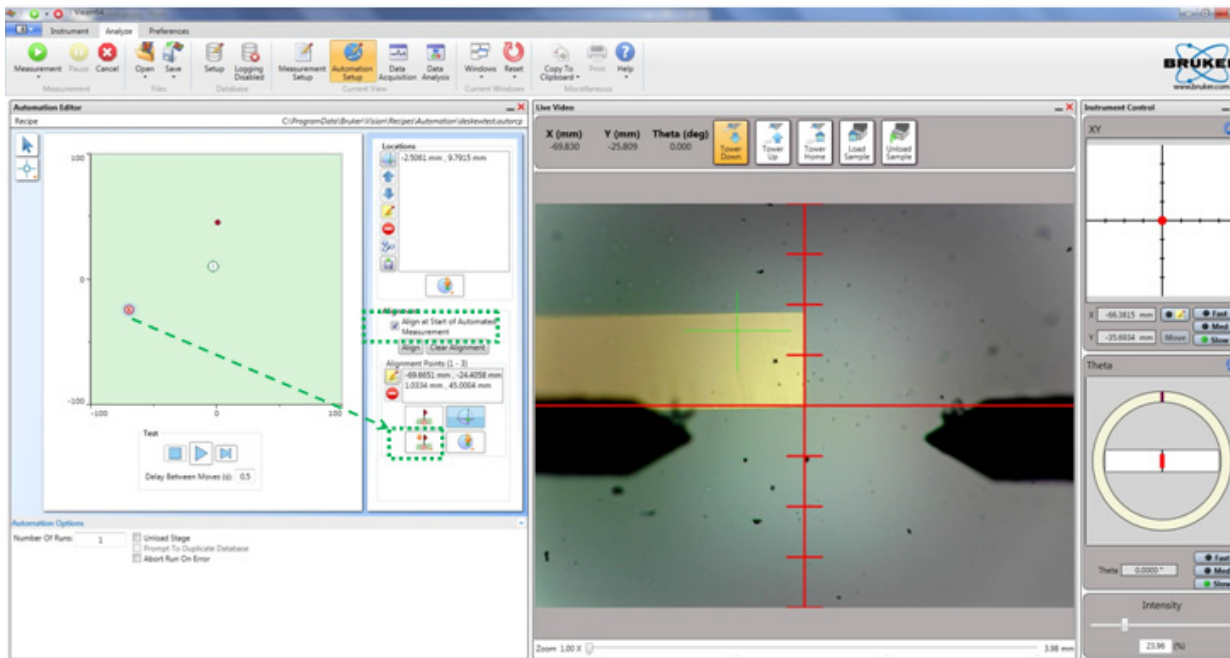 Vision64
Instrument Analyze Preferences
Measurement Pause Cancel Open Save Setup Logging Disabled Measurement Setup Automation Setup Data Acquisition Data Analysis Windows Reset Copy To Clipboard Print Help
Measurement Files Database Current View Current Windows Miscellaneous
BRUKER
www.bruker.com
Automation Editor
Recipe C:\ProgramData\Bruker\Vision\Recipes\Automation\deskewtest.autorcp
100
0
-100
-100 0 100
Test
Delay Between Moves (s) 0.5
Locations
-2.5061 mm , 9.7915 mm
Alignment
Align at Start of Automated
Measurement
Align Clear Alignment
Alignment Points (1 - 3)
-69.6651 mm , -24.4058 mm
1.0334 mm , 45.0004 mm
Automation Options
Number Of Runs: 1
Unload Stage
Prompt To Duplicate Database
Abort Run On Error
Live Video
X (mm) Y (mm) Theta (deg)
-69.830 -25.809 0.000
Tower Down Tower Up Tower Home Load Sample Unload Sample
Zoom 1.00 X 3.98 mm
Instrument Control
XY
X -66.3815 mm Fast
Med
Y -35.6934 mm Move Slow
Theta
Fast
Theta 0.0000 ° Med
Slow
Intensity
23.96 (%)